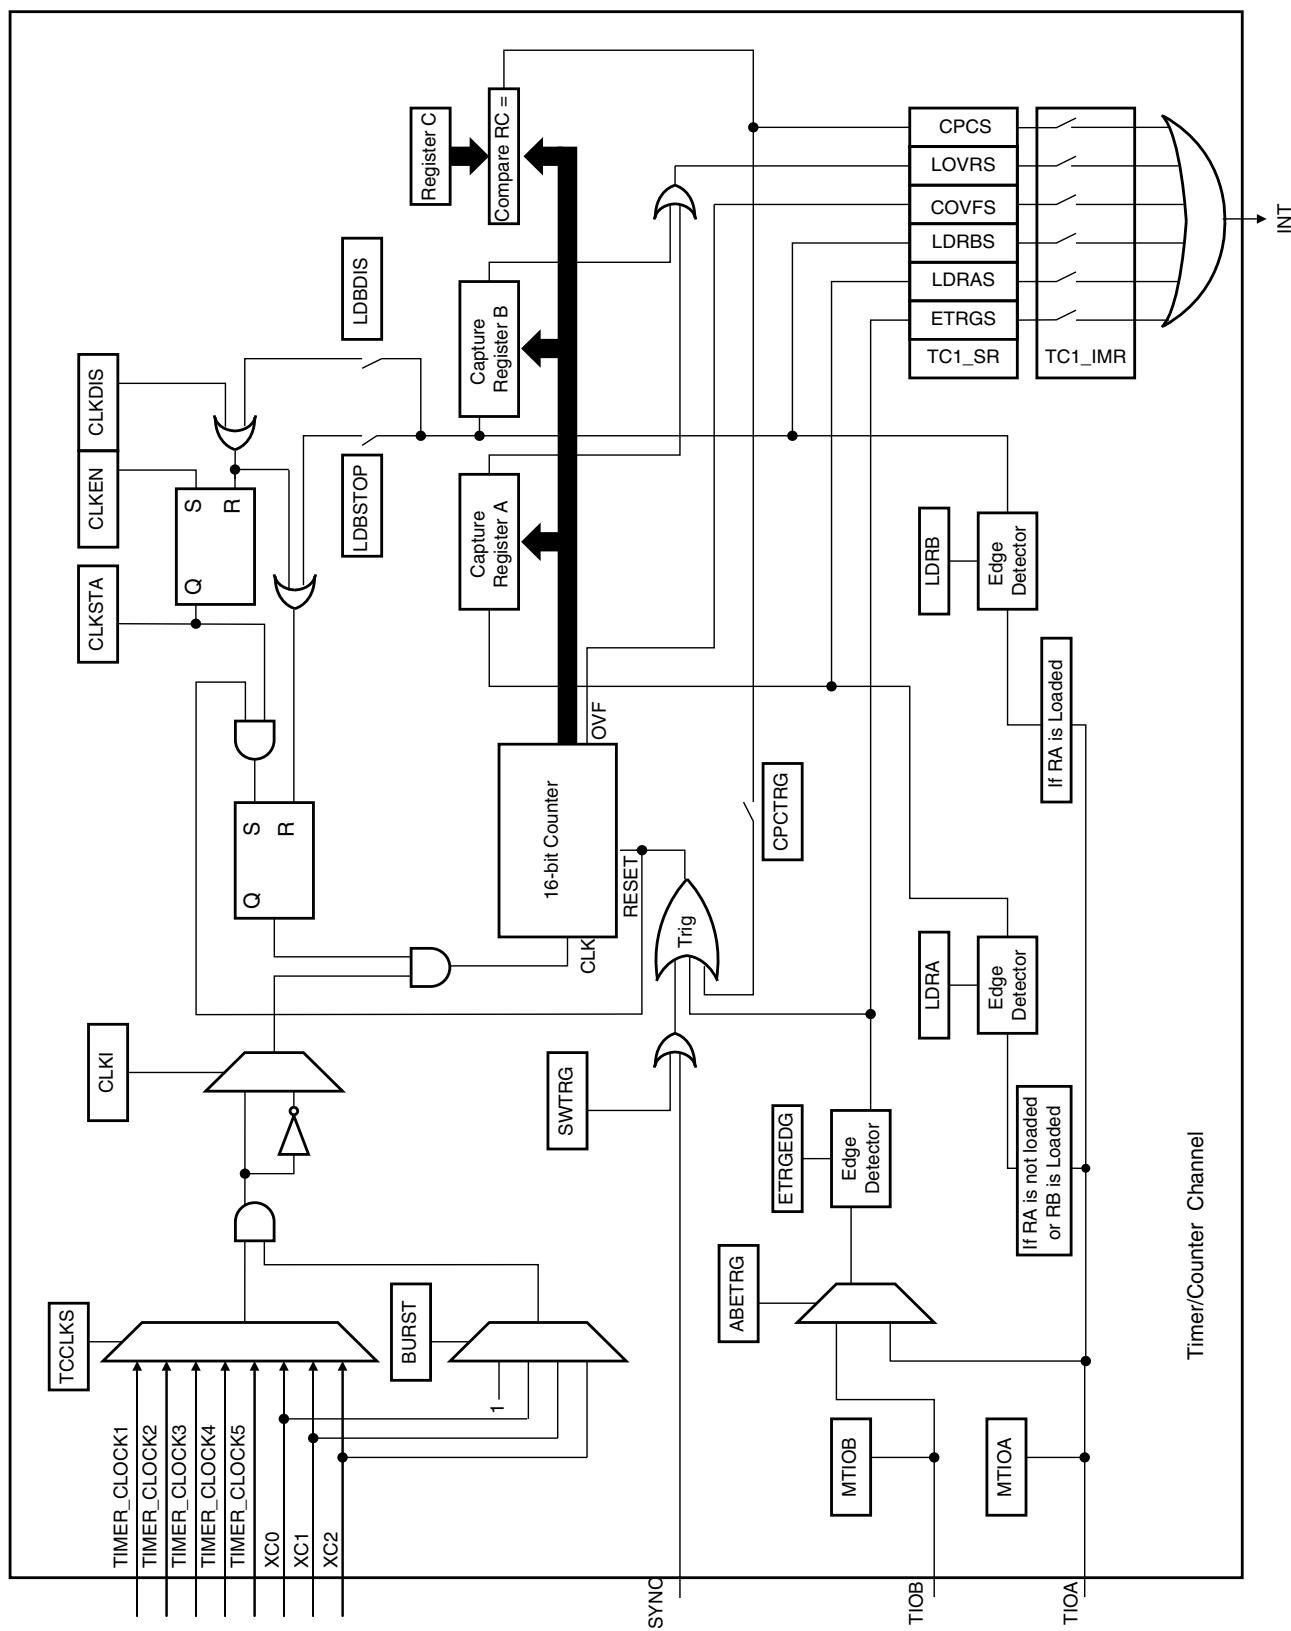 TCCLKS
TIMER_CLOCK1
TIMER_CLOCK2
TIMER_CLOCK3
TIMER_CLOCK4
TIMER_CLOCK5
XC0
XC1
XC2
BURST
1
CLKI
CLKSTA
CLKEN
CLKDIS
Q
S
R
Q
S
R
LDBSTOP
LDBDIS
Register C
Compare RC =
Capture
Register A
Capture
Register B
16-bit Counter
CLK
RESET
OVF
SWTRG
SYNC
Trig
CPCTRG
ABETRG
ETRGEDG
Edge
Detector
MTIOB
TIOB
MTIOA
TIOA
LDRA
Edge
Detector
If RA is not loaded
or RB is Loaded
LDRB
Edge
Detector
If RA is Loaded
CPCS
LOVRS
COVFS
LDRBS
LDRAS
ETRGS
TC1_SR
TC1_IMR
INT
Timer/Counter Channel